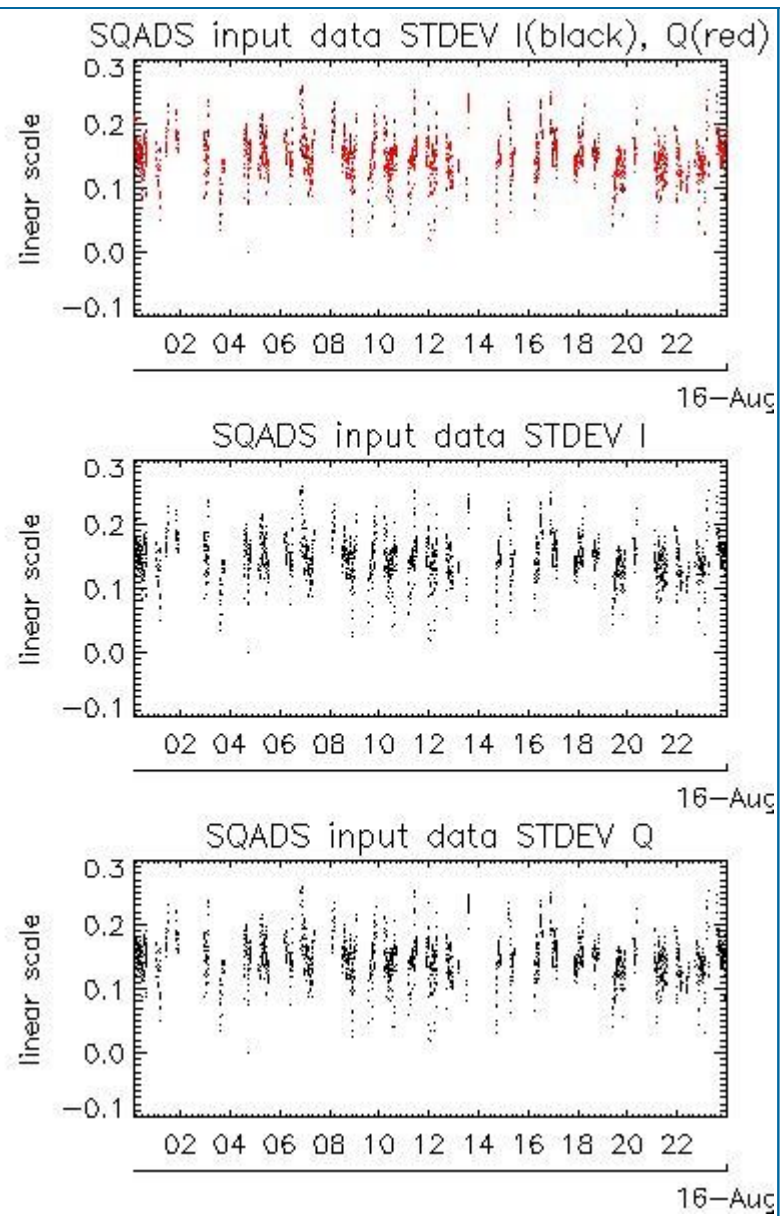 SQADS input data STDEV I(black), Q(red)
0.3
0.2
0.1
0.0
-0.1
linear scale
02 04 06 08 10 12 14 16 18 20 22
16-Aug
SQADS input data STDEV I
0.3
0.2
0.1
0.0
-0.1
linear scale
02 04 06 08 10 12 14 16 18 20 22
16-Aug
SQADS input data STDEV Q
0.3
0.2
0.1
0.0
-0.1
linear scale
02 04 06 08 10 12 14 16 18 20 22
16-Aug